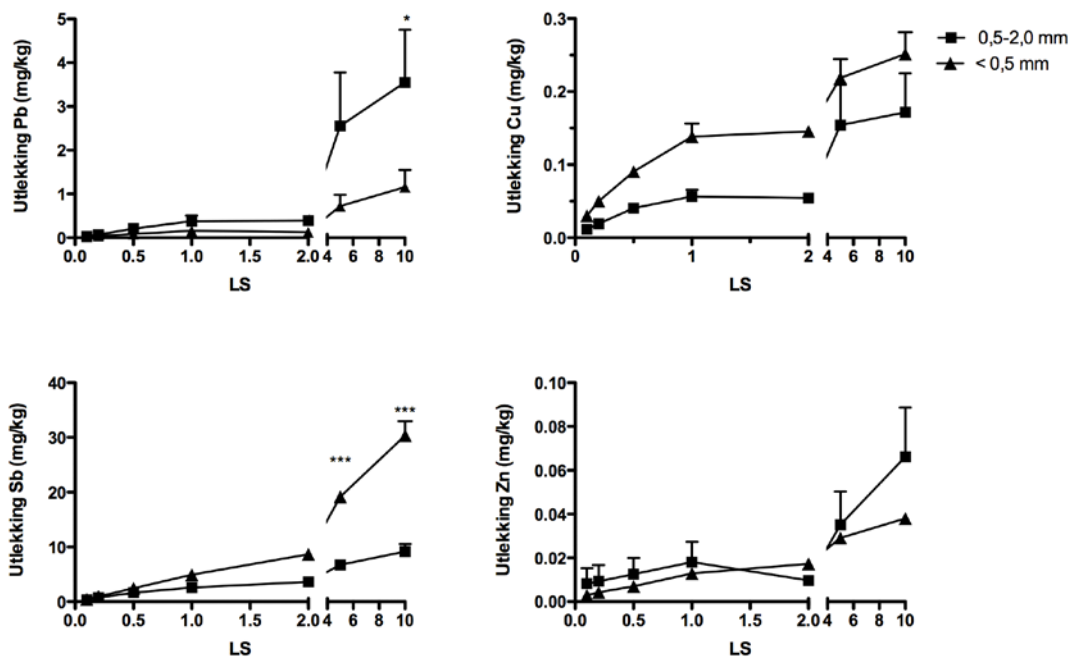 Utlekking Pb (mg/kg)
5
4
3
2
1
0
*
0.0 0.5 1.0 1.5 2.0 4 6 8 10
LS
Utlekking Cu (mg/kg)
0.3
0.2
0.1
0.0
0 1 2 4 6 8 10
LS
0,5-2,0 mm
< 0,5 mm
Utlekking Sb (mg/kg)
40
30
20
10
0
***
***
0.0 0.5 1.0 1.5 2.0 4 6 8 10
LS
Utlekking Zn (mg/kg)
0.10
0.08
0.06
0.04
0.02
0.00
0 0.5 1.0 1.5 2.0 4 6 8 10
LS